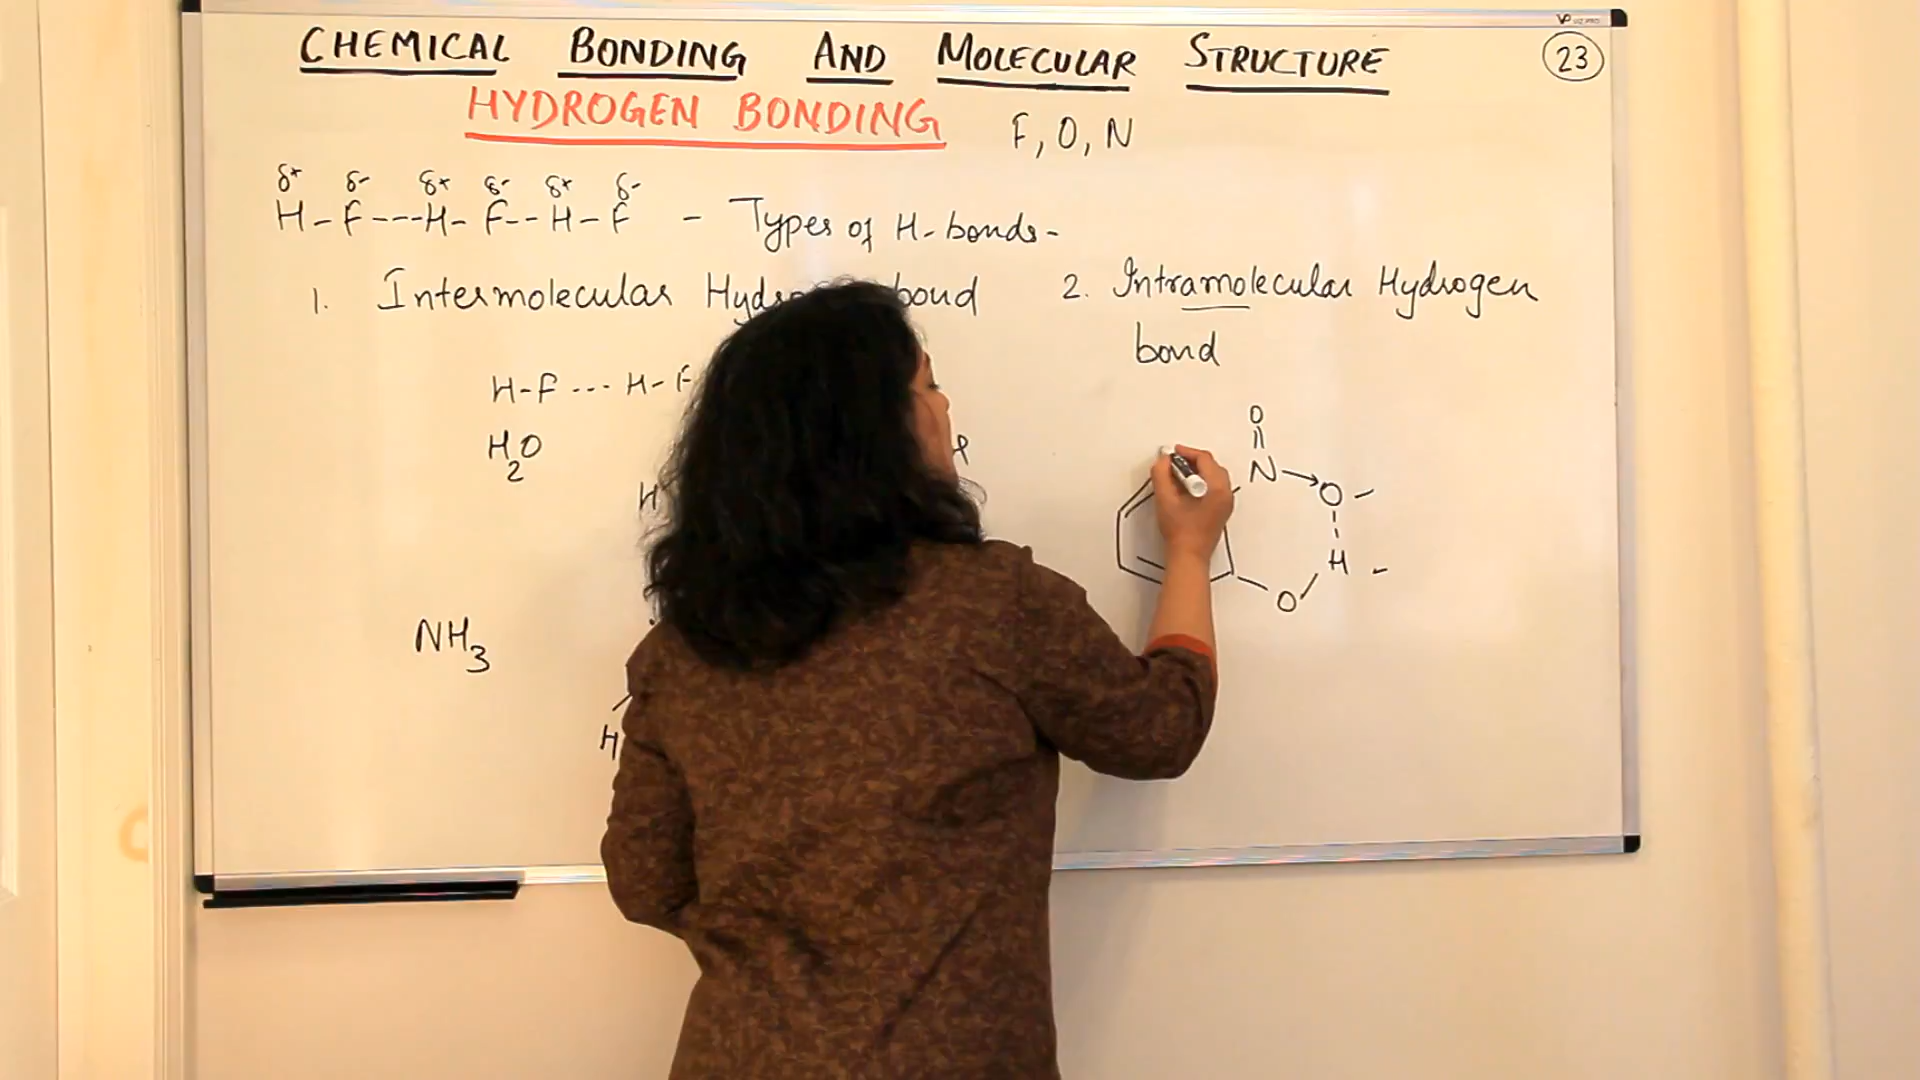 CHEMICAL BONDING AND MOLECULAR STRUCTURE
23
HYDROGEN BONDING F, O, N
δ+ δ- δ+ δ- δ+ δ-
H-F---H-F--H-F - Types of H-bonds-
1. Intermolecular bond
2. Intramolecular Hydrogen
bond
H-F --- H-F
H2O
H
NH3
H
O
N
O
H
O